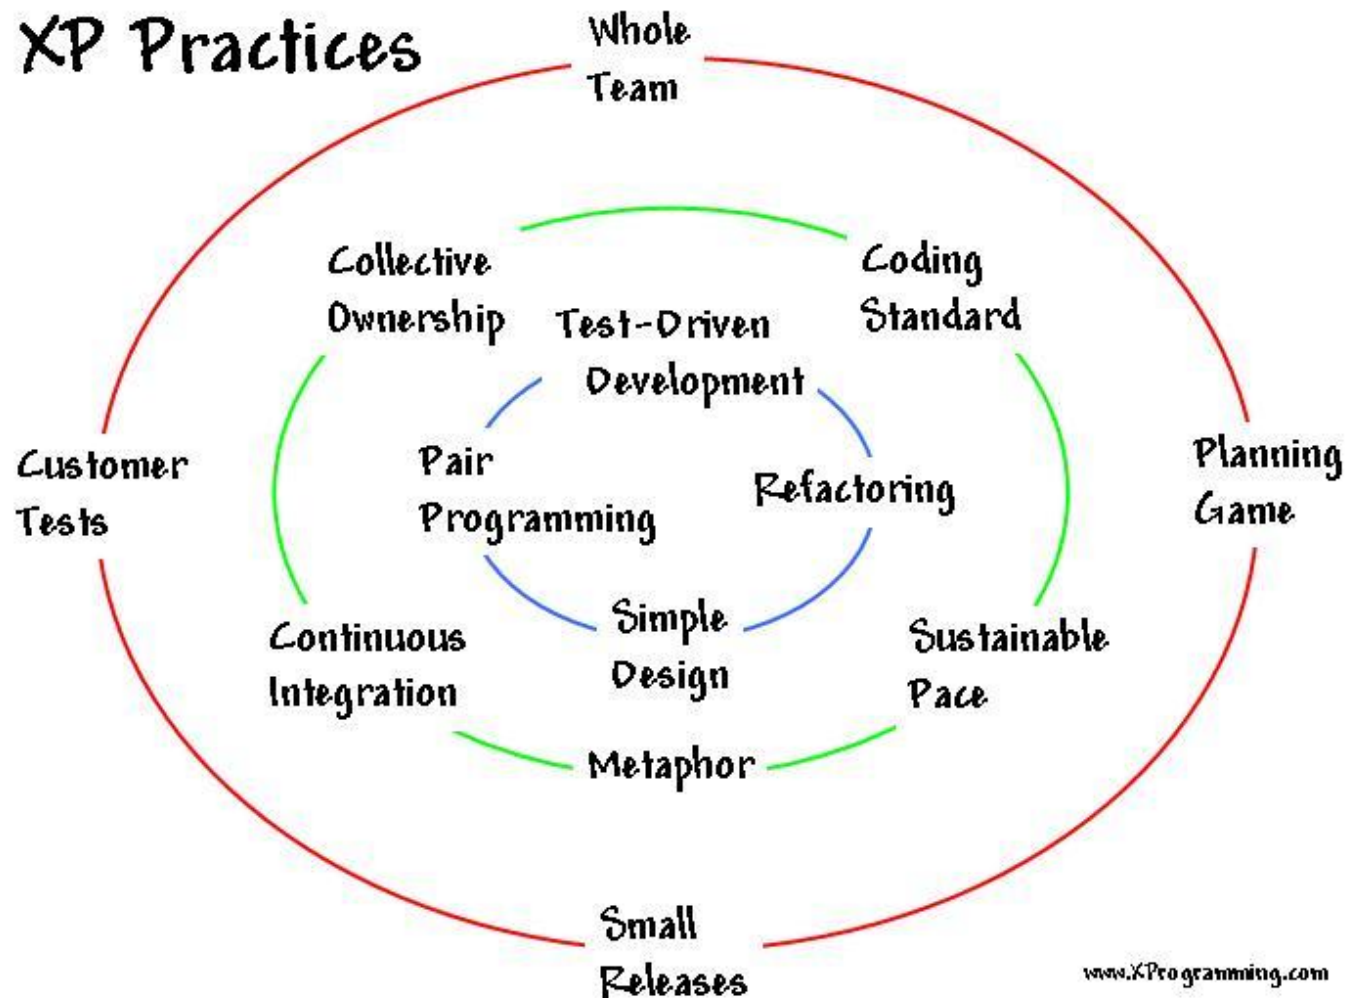 XP Practices
Whole
Team
Collective
Ownership
Coding
Standard
Test-Driven
Development
Customer
Tests
Pair
Programming
Refactoring
Planning
Game
Continuous
Integration
Simple
Design
Sustainable
Pace
Metaphor
Small
Releases
www.XProgramming.com